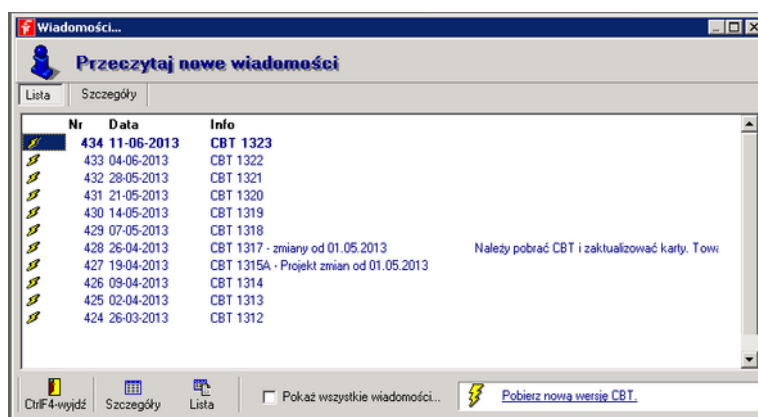 Wiadomości...
Przeczytaj nowe wiadomości
Lista Szczegóły
Nr Data Info
434 11-06-2013 CBT 1323
433 04-06-2013 CBT 1322
432 28-05-2013 CBT 1321
431 21-05-2013 CBT 1320
430 14-05-2013 CBT 1319
429 07-05-2013 CBT 1318
428 26-04-2013 CBT 1317 - zmiany od 01.05.2013 Należy pobrać CBT i zaktualizować karty. Towa
427 19-04-2013 CBT 1315A - Projekt zmian od 01.05.2013
426 09-04-2013 CBT 1314
425 02-04-2013 CBT 1313
424 26-03-2013 CBT 1312
CtrlF4-wyjdź Szczegóły Lista Pokaż wszystkie wiadomości... Pobierz nową wersję CBT.